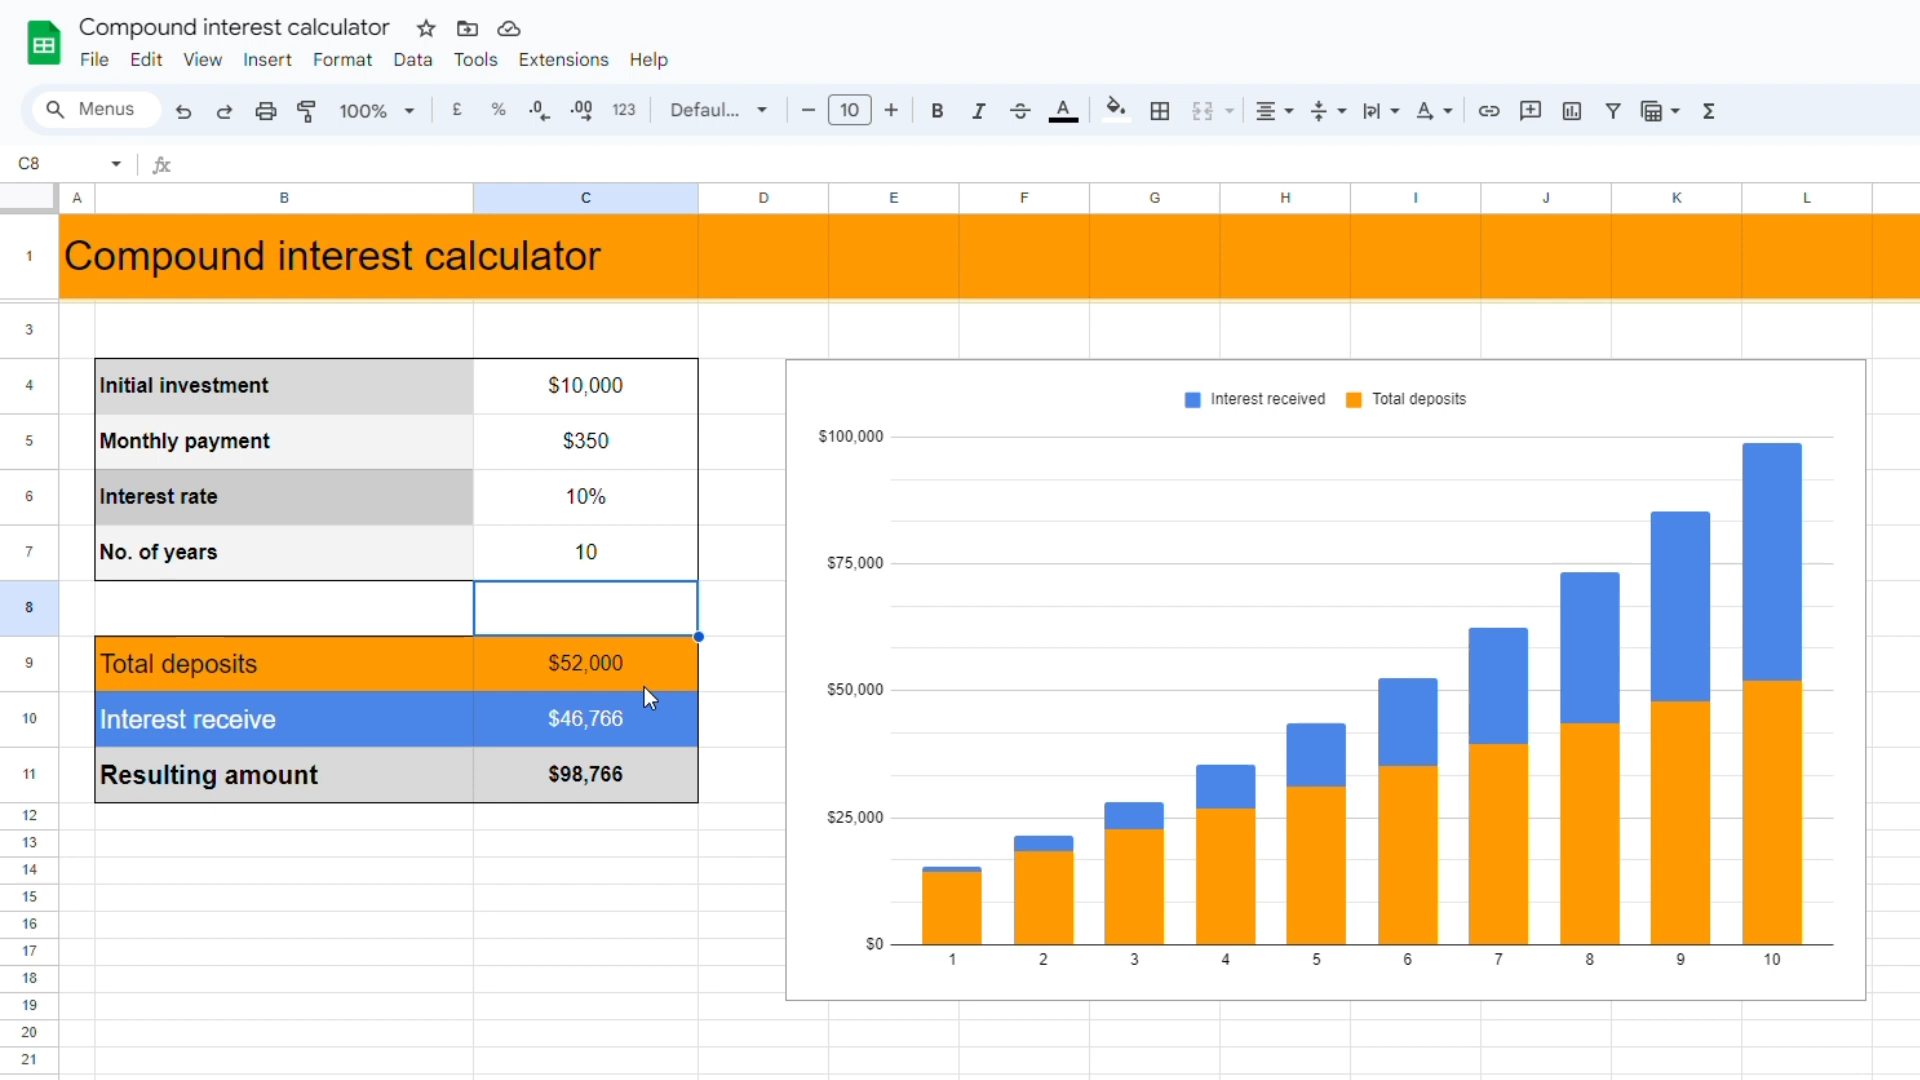 Compound interest calculator
File Edit View Insert Format Data Tools Extensions Help
Menus 100% £ % .0 .00 123 Defaul... − 10 + B I S A A Σ
C8 fx
A B C D E F G H I J K L
1 Compound interest calculator
3
4 Initial investment $10,000
5 Monthly payment $350
6 Interest rate 10%
7 No. of years 10
8
9 Total deposits $52,000
10 Interest receive $46,766
11 Resulting amount $98,766
12
13
14
15
16
17
18
19
20
21
Interest received Total deposits
$100,000
$75,000
$50,000
$25,000
$0
1 2 3 4 5 6 7 8 9 10